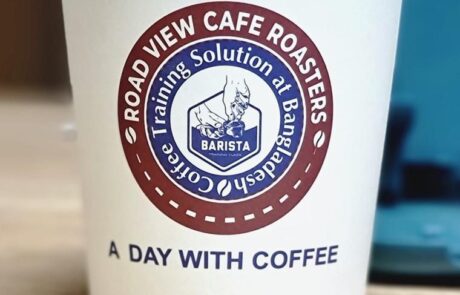 ROAD VIEW CAFE ROASTERS
Coffee Training Solution at Bangladesh
BARISTA
A DAY WITH COFFEE